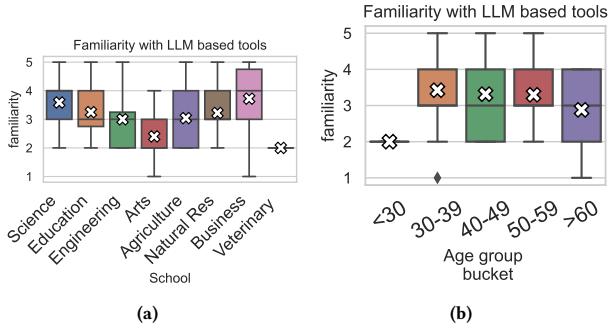 Familiarity with LLM based tools
familiarity
5
4
3
2
1
Science
Education
Engineering
Arts
Agriculture
Natural Res
Business
Veterinary
School
(a)
Familiarity with LLM based tools
familiarity
5
4
3
2
1
<30
30-39
40-49
50-59
>60
Age group
bucket
(b)